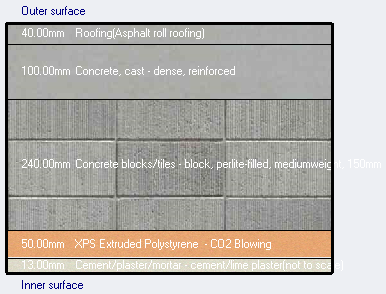 Outer surface
40.00mm Roofing(Asphalt roll roofing)
100.00mm Concrete, cast - dense, reinforced
240.00mm Concrete blocks/tiles - block, perlite-filled, mediumweight, 150mm
50.00mm XPS Extruded Polystyrene - CO2 Blowing
13.00mm Cement/plaster/mortar - cement/lime plaster(not to scale)
Inner surface